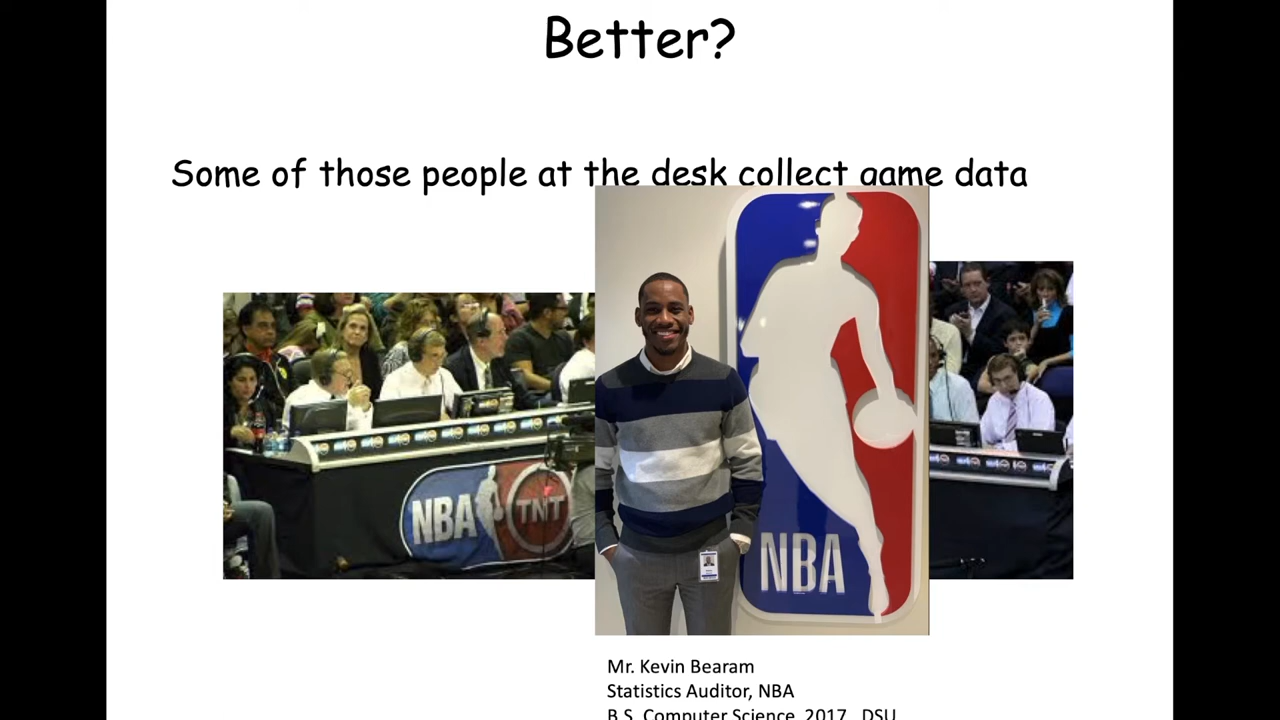 Better?
Some of those people at the desk collect game data
NBA
TNT
NBA
Mr. Kevin Bearam
Statistics Auditor, NBA
B.S. Computer Science, 2017, DSU